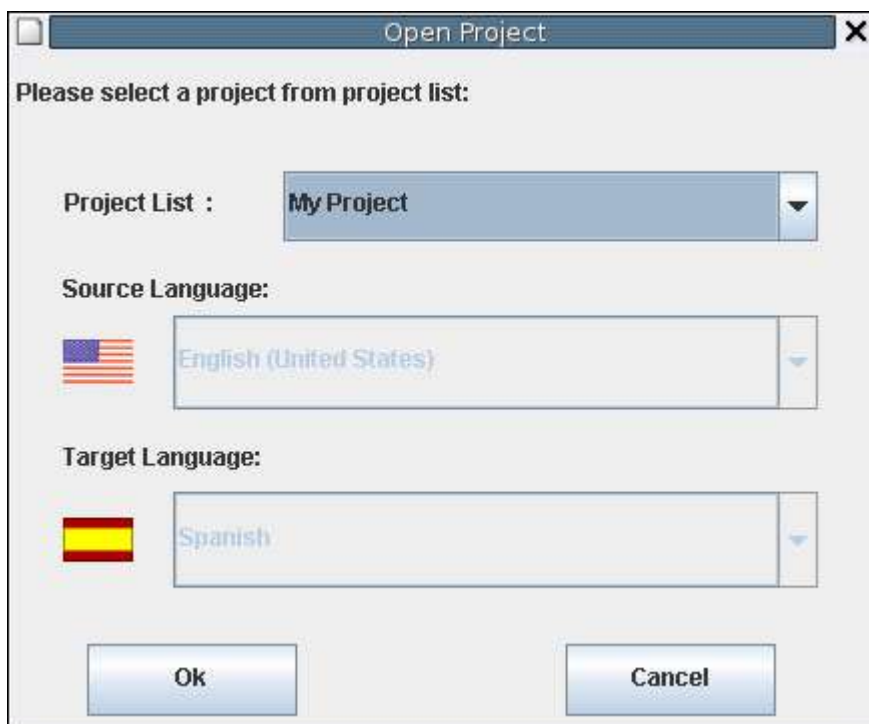 Open Project
Please select a project from project list:
Project List : My Project
Source Language:
English (United States)
Target Language:
Spanish
Ok Cancel